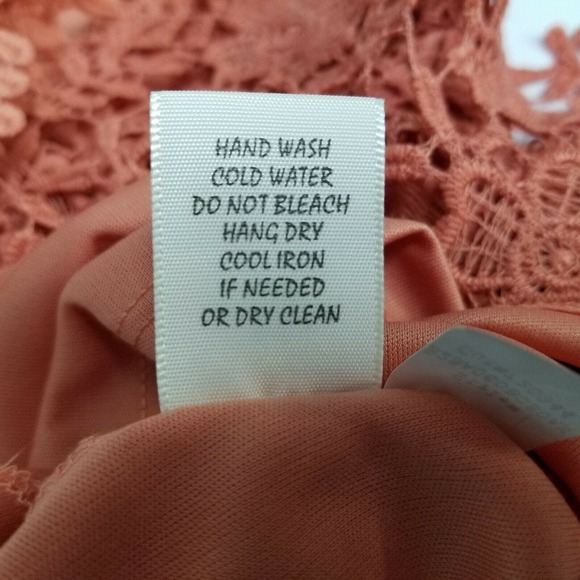 HAND WASH
COLD WATER
DO NOT BLEACH
HANG DRY
COOL IRON
IF NEEDED
OR DRY CLEAN